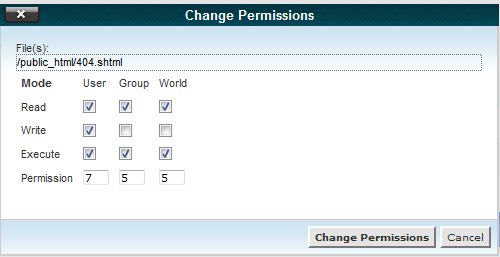 Change Permissions
File(s):
/public_html/404.shtml
Mode User Group World
Read
Write
Execute
Permission 7 5 5
Change Permissions Cancel